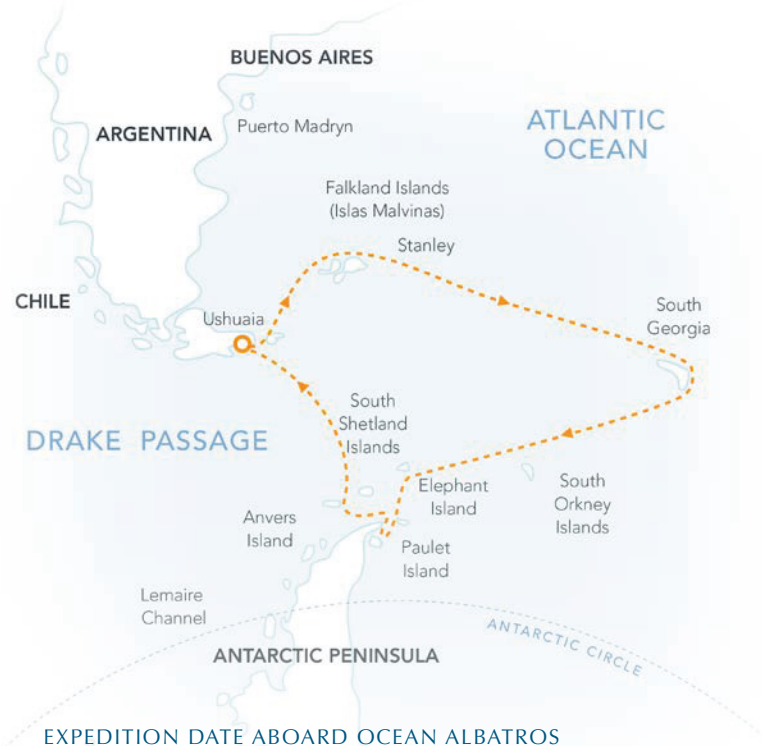 BUENOS AIRES
Puerto Madryn
ARGENTINA
ATLANTIC
OCEAN
Falkland Islands
(Islas Malvinas)
Stanley
CHILE
Ushuaia
South
Georgia
South
Shetland
Islands
DRAKE PASSAGE
Elephant
Island
South
Orkney
Islands
Anvers
Island
Paulet
Island
Lemaire
Channel
ANTARCTIC CIRCLE
ANTARCTIC PENINSULA
EXPEDITION DATE ABOARD OCEAN ALBATROS